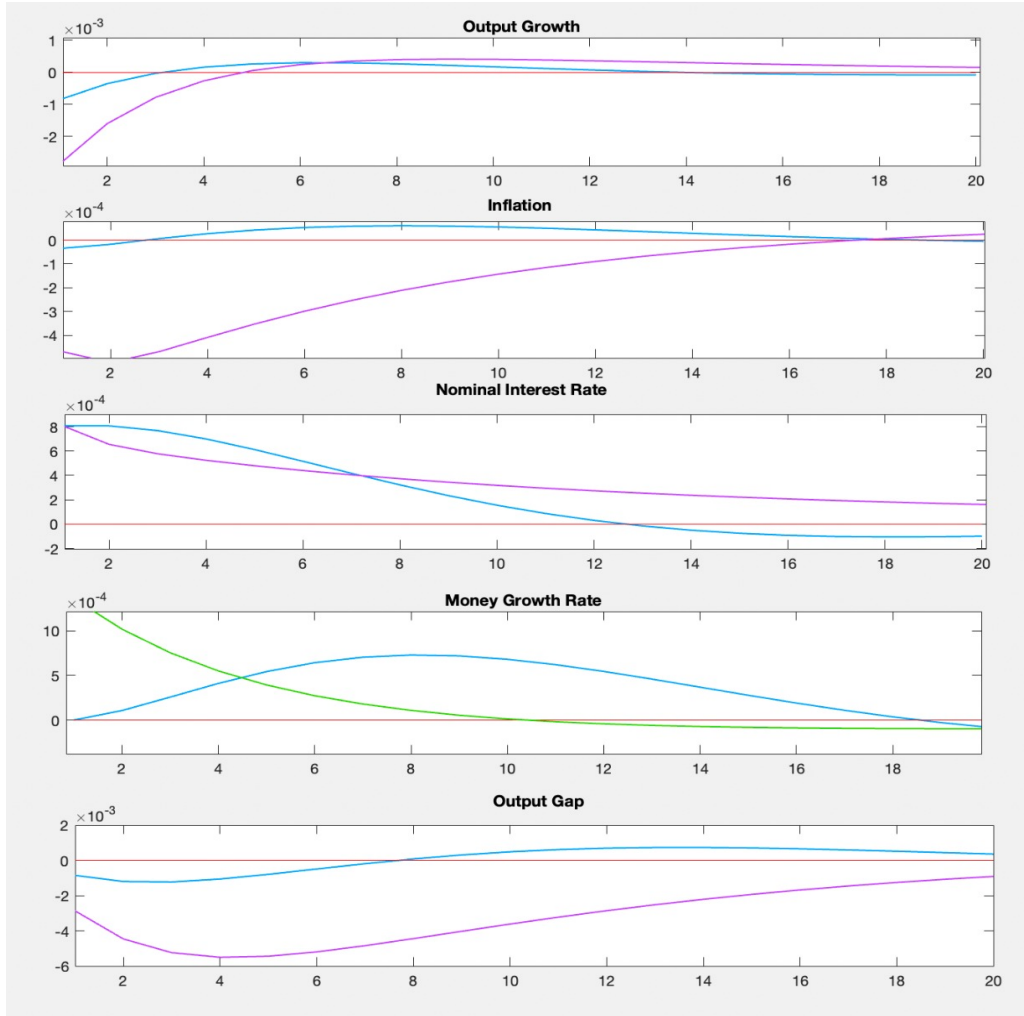 Output Growth
×10-3
1
0
-1
-2
2 4 6 8 10 12 14 16 18 20
Inflation
×10-4
0
-1
-2
-3
-4
2 4 6 8 10 12 14 16 18 20
Nominal Interest Rate
×10-4
8
6
4
2
0
-2
2 4 6 8 10 12 14 16 18 20
Money Growth Rate
×10-4
10
5
0
2 4 6 8 10 12 14 16 18
Output Gap
×10-3
2
0
-2
-4
-6
2 4 6 8 10 12 14 16 18 20